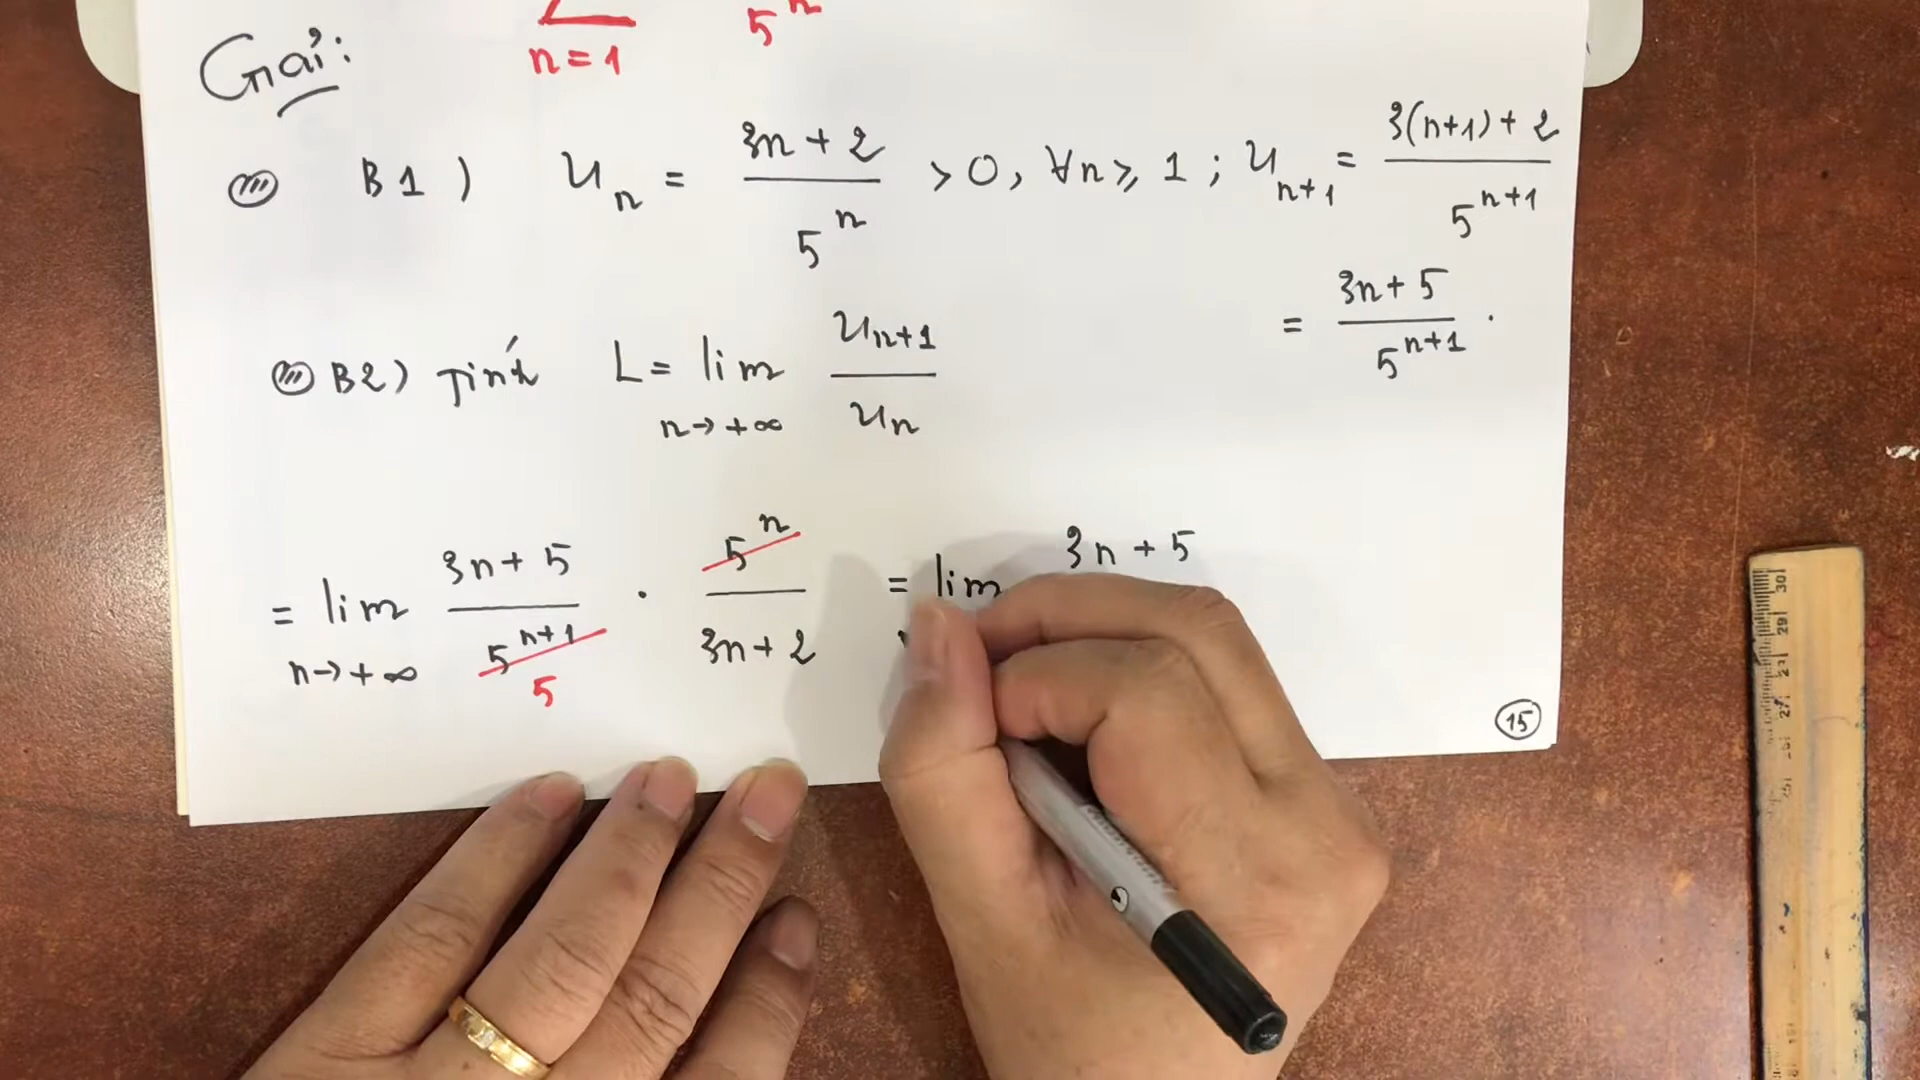 n=1 5^n
Giải:
B1) u_n = (3n+2)/5^n > 0, ∀n ⩾ 1 ; u_{n+1} = (3(n+1)+2)/5^{n+1}
= (3n+5)/5^{n+1} .
B2) Tính L = lim_{n→+∞} u_{n+1}/u_n
= lim_{n→+∞} (3n+5)/5^{n+1} · 5^n/(3n+2) = lim 3n+5
5
15
30
29